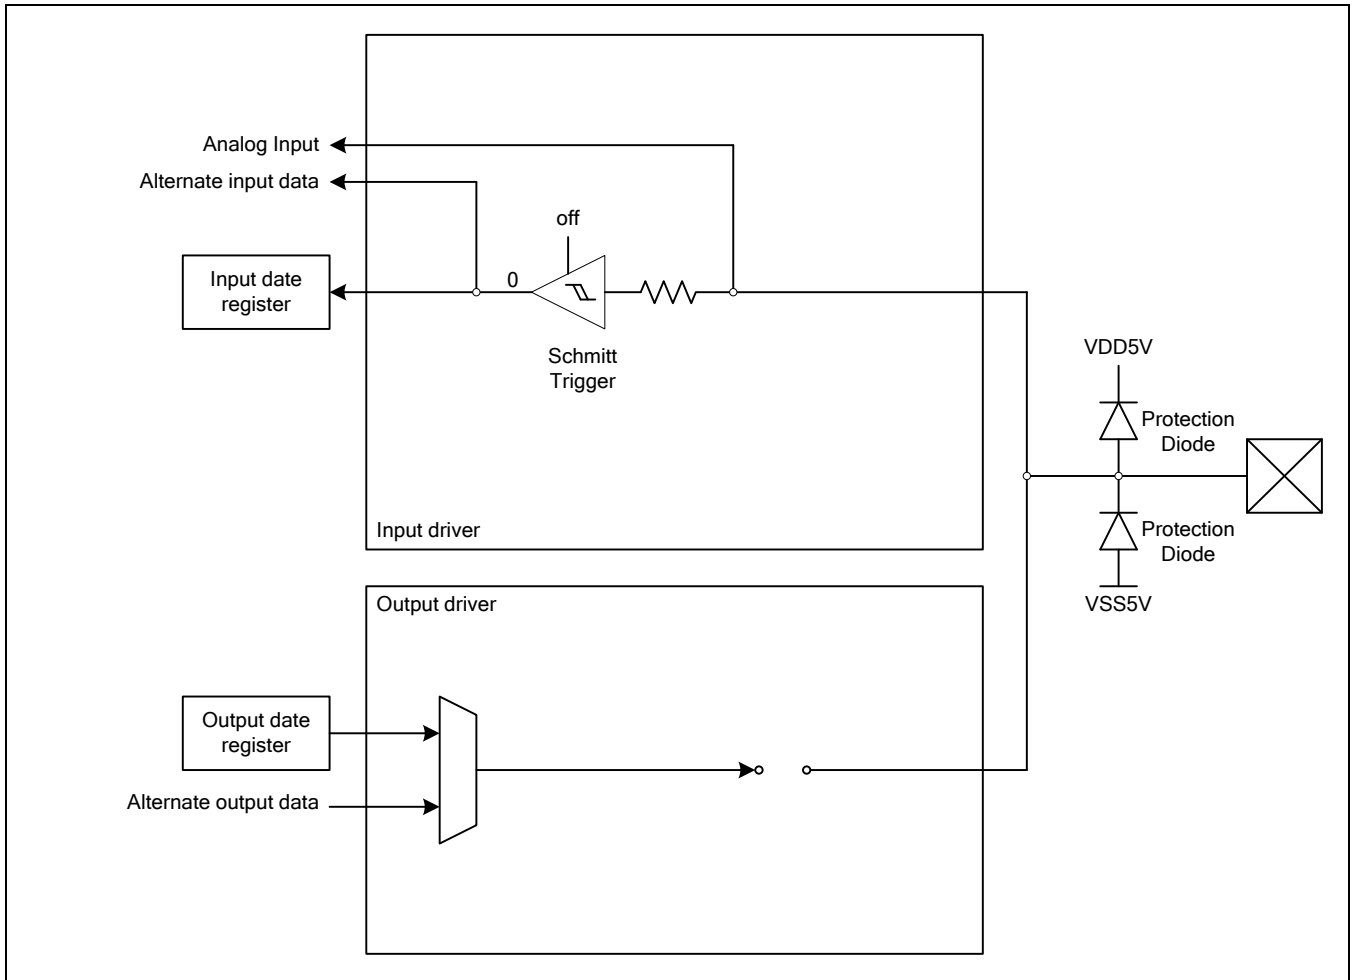 Analog Input
Alternate input data
off
0
Input date
register
Schmitt
Trigger
VDD5V
Protection
Diode
Input driver
Protection
Diode
VSS5V
Output driver
Output date
register
Alternate output data